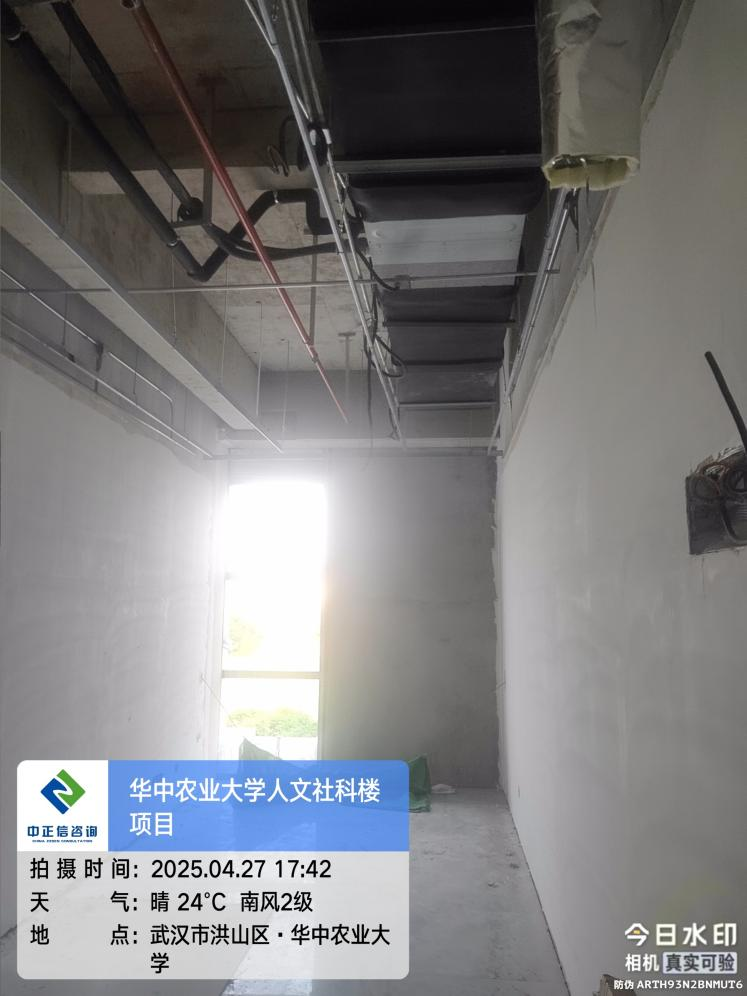 华中农业大学人文社科楼
项目
中正信咨询
CHINA ZEXIN CONSULTATION
拍摄时间：2025.04.27 17:42
天气：晴 24℃ 南风2级
地点：武汉市洪山区·华中农业大
学
今日水印
相机 真实可验
防伪 ARTH93N2BNMUT6